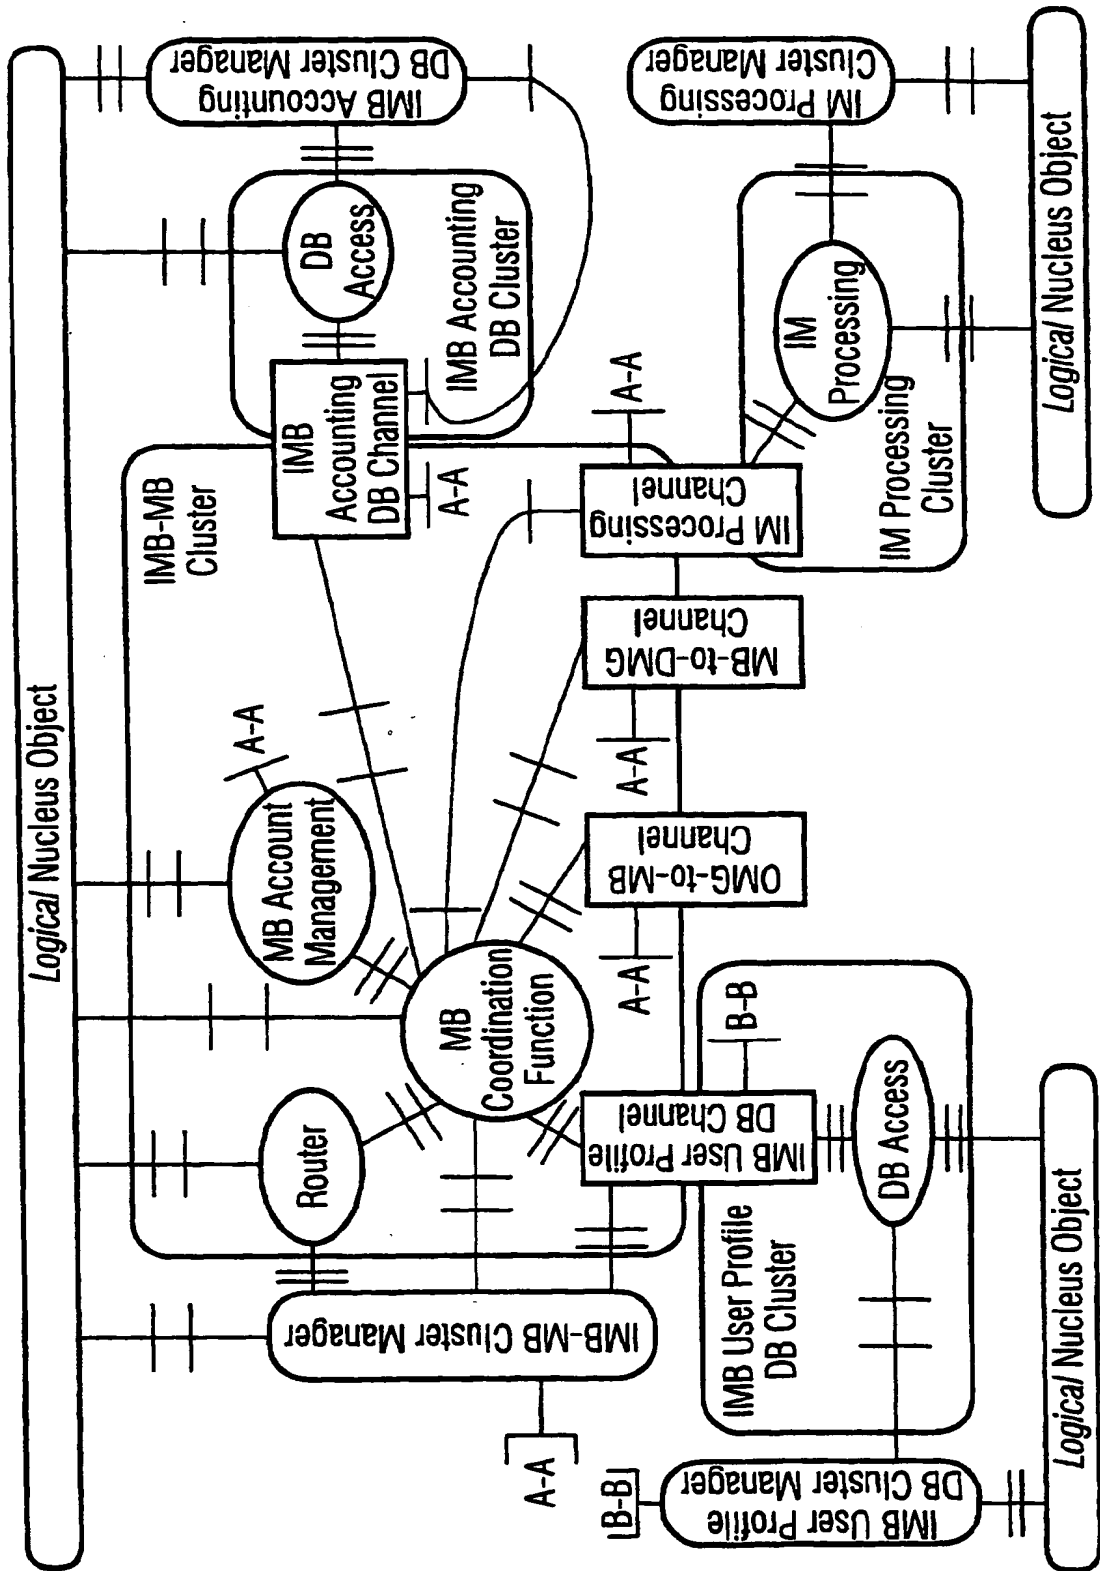 Logical Nucleus Object
IMB-MB
Cluster
MB Account
Management
A-A
Router
MB
Coordination
Function
IMB-MB Cluster Manager
A-A
IMB
Accounting
DB Channel
A-A
DB
Access
IMB Accounting
DB Cluster
IMB Accounting
DB Cluster Manager
IMB User Profile
DB Channel
B-B
OMG-to-MB
Channel
A-A
MB-to-DMG
Channel
A-A
IM Processing
Channel
A-A
IMB User Profile
DB Cluster
DB Access
IMB User Profile
DB Cluster Manager
B-B
IM
Processing
IM Processing
Cluster
IM Processing
Cluster Manager
Logical Nucleus Object
Logical Nucleus Object